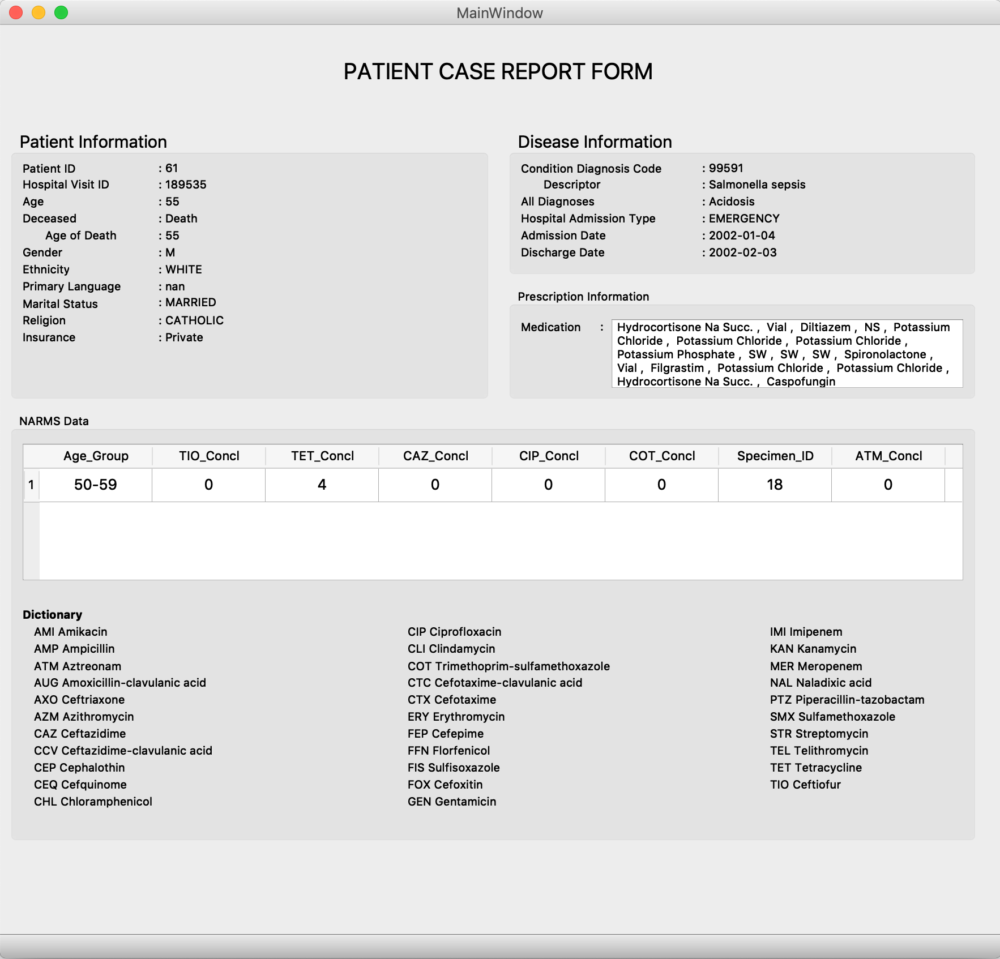 MainWindow
PATIENT CASE REPORT FORM
Patient Information
Patient ID : 61
Hospital Visit ID : 189535
Age : 55
Deceased : Death
Age of Death : 55
Gender : M
Ethnicity : WHITE
Primary Language : nan
Marital Status : MARRIED
Religion : CATHOLIC
Insurance : Private
Disease Information
Condition Diagnosis Code : 99591
Descriptor : Salmonella sepsis
All Diagnoses : Acidosis
Hospital Admission Type : EMERGENCY
Admission Date : 2002-01-04
Discharge Date : 2002-02-03
Prescription Information
Medication : Hydrocortisone Na Succ. , Vial , Diltiazem , NS , Potassium
Chloride , Potassium Chloride , Potassium Chloride ,
Potassium Phosphate , SW , SW , SW , Spironolactone ,
Vial , Filgrastim , Potassium Chloride , Potassium Chloride ,
Hydrocortisone Na Succ. , Caspofungin
NARMS Data
Age_Group TIO_Concl TET_Concl CAZ_Concl CIP_Concl COT_Concl Specimen_ID ATM_Concl
1 50-59 0 4 0 0 0 18 0
Dictionary
AMI Amikacin
AMP Ampicillin
ATM Aztreonam
AUG Amoxicillin-clavulanic acid
AXO Ceftriaxone
AZM Azithromycin
CAZ Ceftazidime
CCV Ceftazidime-clavulanic acid
CEP Cephalothin
CEQ Cefquinome
CHL Chloramphenicol
CIP Ciprofloxacin
CLI Clindamycin
COT Trimethoprim-sulfamethoxazole
CTC Cefotaxime-clavulanic acid
CTX Cefotaxime
ERY Erythromycin
FEP Cefepime
FFN Florfenicol
FIS Sulfisoxazole
FOX Cefoxitin
GEN Gentamicin
IMI Imipenem
KAN Kanamycin
MER Meropenem
NAL Naladixic acid
PTZ Piperacillin-tazobactam
SMX Sulfamethoxazole
STR Streptomycin
TEL Telithromycin
TET Tetracycline
TIO Ceftiofur